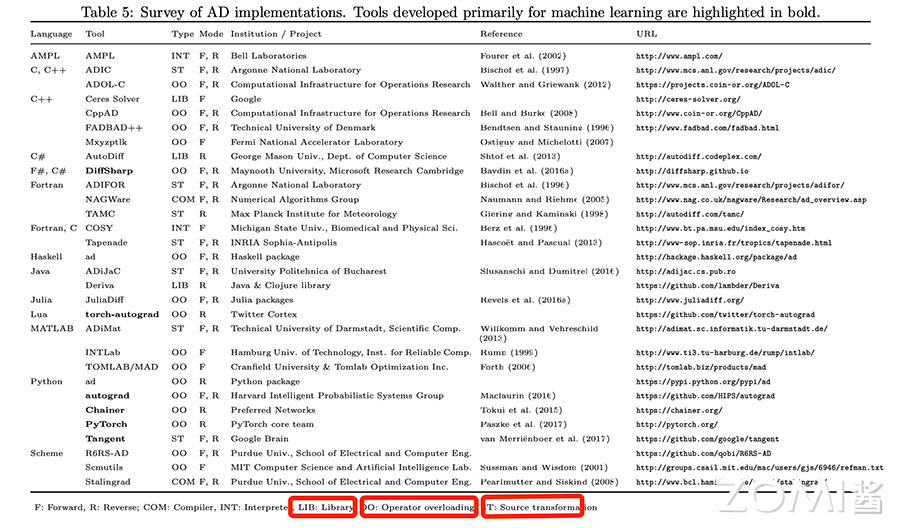 Table 5: Survey of AD implementations. Tools developed primarily for machine learning are highlighted in bold.
Language Tool Type Mode Institution / Project Reference URL
AMPL AMPL INT F, R Bell Laboratories Fourer et al. (2002) http://www.ampl.com/
C, C++ ADIC ST F, R Argonne National Laboratory Bischof et al. (1997) http://www.mcs.anl.gov/research/projects/adic/
ADOL-C OO F, R Computational Infrastructure for Operations Research Walther and Griewank (2012) https://projects.coin-or.org/ADOL-C
C++ Ceres Solver LIB F Google http://ceres-solver.org/
CppAD OO F, R Computational Infrastructure for Operations Research Bell and Burke (2008) http://www.coin-or.org/CppAD/
FADBAD++ OO F, R Technical University of Denmark Bendtsen and Stauning (1996) http://www.fadbad.com/fadbad.html
Mxyzptlk OO F Fermi National Accelerator Laboratory Ostiguy and Michelotti (2007)
C# AutoDiff LIB R George Mason Univ., Dept. of Computer Science Shtof et al. (2013) http://autodiff.codeplex.com/
F#, C# DiffSharp OO F, R Maynooth University, Microsoft Research Cambridge Baydin et al. (2016a) http://diffsharp.github.io
Fortran ADIFOR ST F, R Argonne National Laboratory Bischof et al. (1996) http://www.mcs.anl.gov/research/projects/adifor/
NAGWare COM F, R Numerical Algorithms Group Naumann and Riehme (2005) http://www.nag.co.uk/nagware/Research/ad_overview.asp
TAMC ST R Max Planck Institute for Meteorology Giering and Kaminski (1998) http://autodiff.com/tamc/
Fortran, C COSY INT F Michigan State Univ., Biomedical and Physical Sci. Berz et al. (1996) http://www.bt.pa.msu.edu/index_cosy.htm
Tapenade ST F, R INRIA Sophia-Antipolis Hascoët and Pascual (2013) http://www-sop.inria.fr/tropics/tapenade.html
Haskell ad OO F, R Haskell package http://hackage.haskell.org/package/ad
Java ADiJaC ST F, R University Politehnica of Bucharest Slusanschi and Dumitrel (2016) http://adijac.cs.pub.ro
Deriva LIB R Java & Clojure library https://github.com/lambder/Deriva
Julia JuliaDiff OO F, R Julia packages Revels et al. (2016a) http://www.juliadiff.org/
Lua torch-autograd OO R Twitter Cortex https://github.com/twitter/torch-autograd
MATLAB ADiMat ST F, R Technical University of Darmstadt, Scientific Comp. Willkomm and Vehreschild http://adimat.sc.informatik.tu-darmstadt.de/
(2013)
INTLab OO F Hamburg Univ. of Technology, Inst. for Reliable Comp. Rump (1999) http://www.ti3.tu-harburg.de/rump/intlab/
TOMLAB/MAD OO F Cranfield University & Tomlab Optimization Inc. Forth (2006) http://tomlab.biz/products/mad
Python ad OO R Python package https://pypi.python.org/pypi/ad
autograd OO F, R Harvard Intelligent Probabilistic Systems Group Maclaurin (2016) https://github.com/HIPS/autograd
Chainer OO R Preferred Networks Tokui et al. (2015) https://chainer.org/
PyTorch OO R PyTorch core team Paszke et al. (2017) http://pytorch.org/
Tangent ST F, R Google Brain van Merriënboer et al. (2017) https://github.com/google/tangent
Scheme R6RS-AD OO F, R Purdue Univ., School of Electrical and Computer Eng. https://github.com/qobi/R6RS-AD
Scmutils OO F MIT Computer Science and Artificial Intelligence Lab. Sussman and Wisdom (2001) http://groups.csail.mit.edu/mac/users/gjs/6946/refman.txt
Stalingrad COM F, R Purdue Univ., School of Electrical and Computer Eng. Pearlmutter and Siskind (2008)
F: Forward, R: Reverse; COM: Compiler, INT: Interpreter, LIB: Library, OO: Operator overloading, ST: Source transformation
ZOMI酱